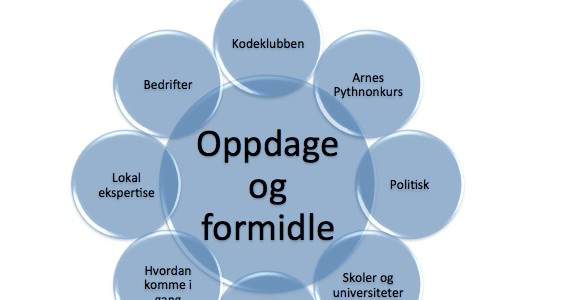 Kodeklubben
Bedrifter
Arnes
Pythnonkurs
Oppdage
og
formidle
Lokal
ekspertise
Politisk
Hvordan
komme i
gang
Skoler og
universiteter